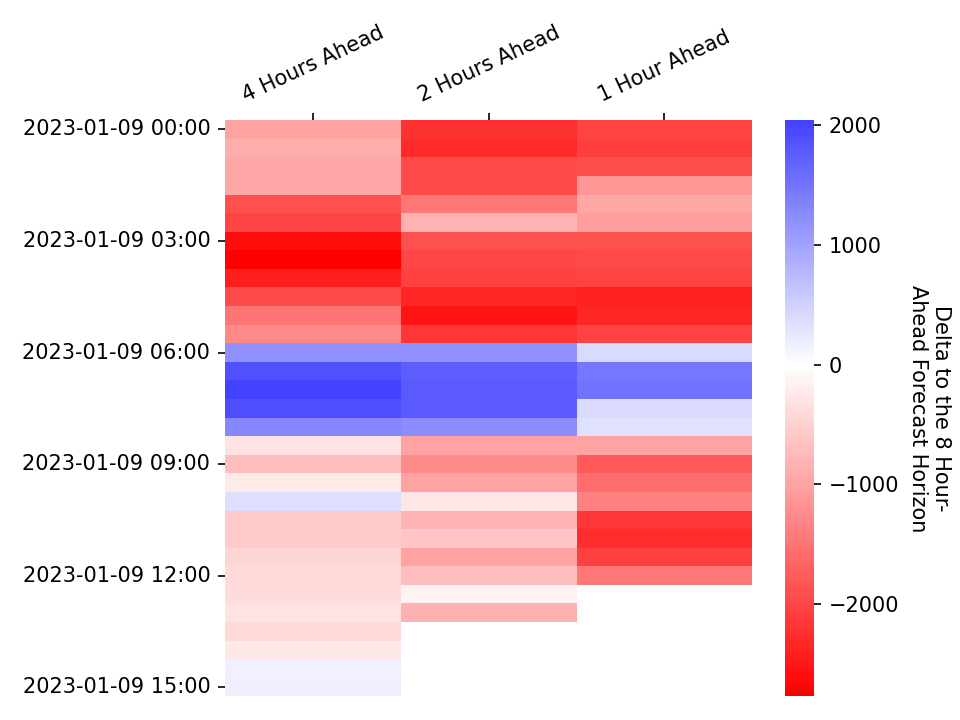 4 Hours Ahead
2 Hours Ahead
1 Hour Ahead
2023-01-09 00:00
2023-01-09 03:00
2023-01-09 06:00
2023-01-09 09:00
2023-01-09 12:00
2023-01-09 15:00
2000
1000
0
−1000
−2000
Delta to the 8 Hour-
Ahead Forecast Horizon